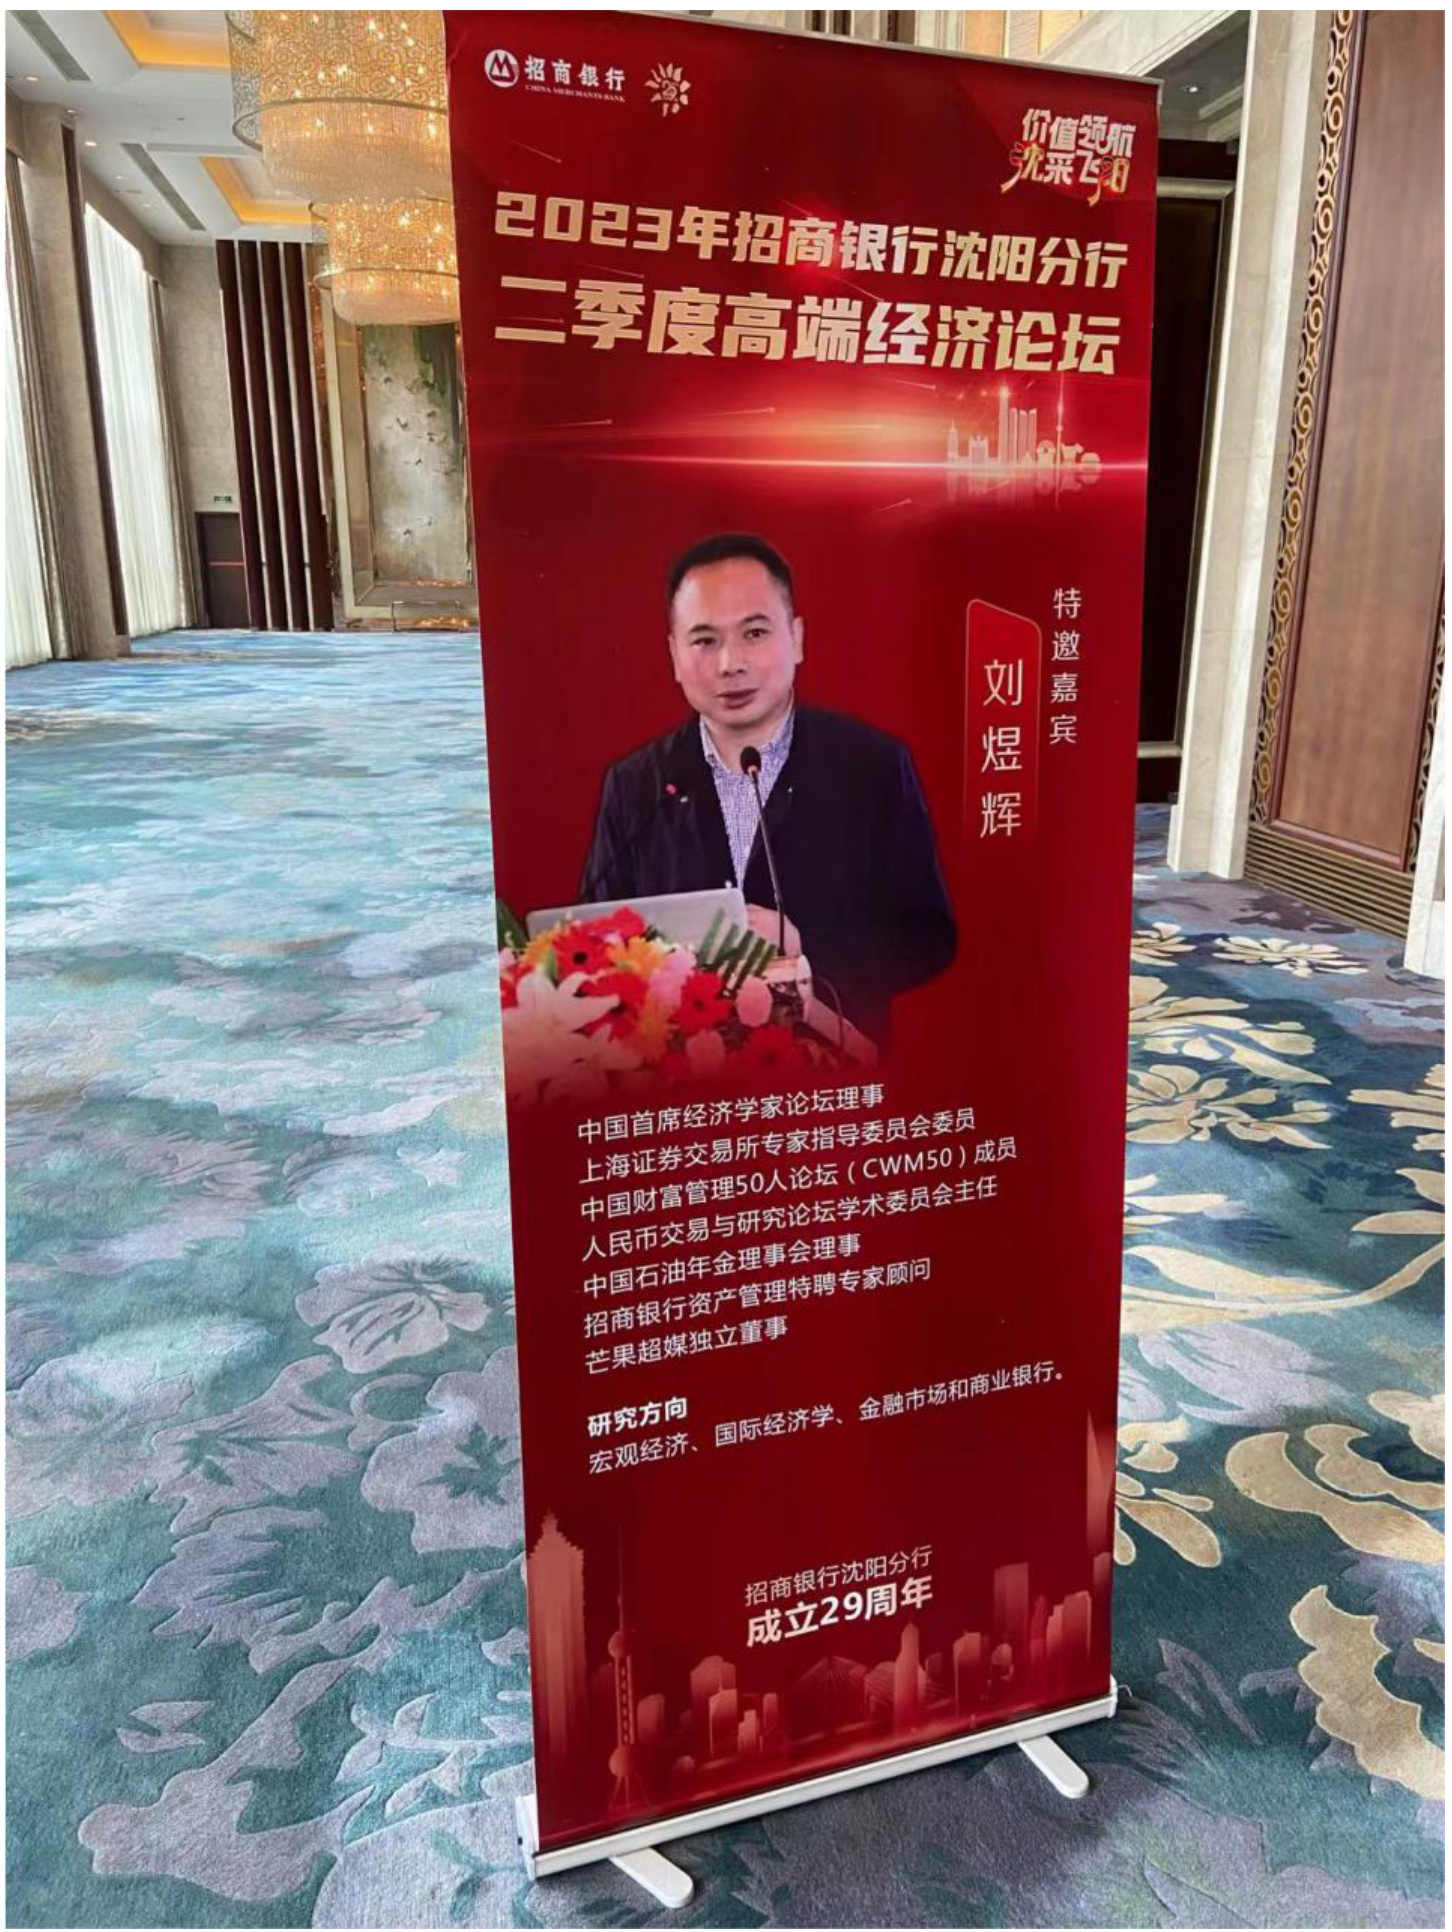 招商银行
CHINA MERCHANTS BANK
价值领航
沈采飞阳
2023年招商银行沈阳分行
二季度高端经济论坛
特邀嘉宾
刘煜辉
中国首席经济学家论坛理事
上海证券交易所专家指导委员会委员
中国财富管理50人论坛（CWM50）成员
人民币交易与研究论坛学术委员会主任
中国石油年金理事会理事
招商银行资产管理特聘专家顾问
芒果超媒独立董事
研究方向
宏观经济、国际经济学、金融市场和商业银行。
招商银行沈阳分行
成立29周年